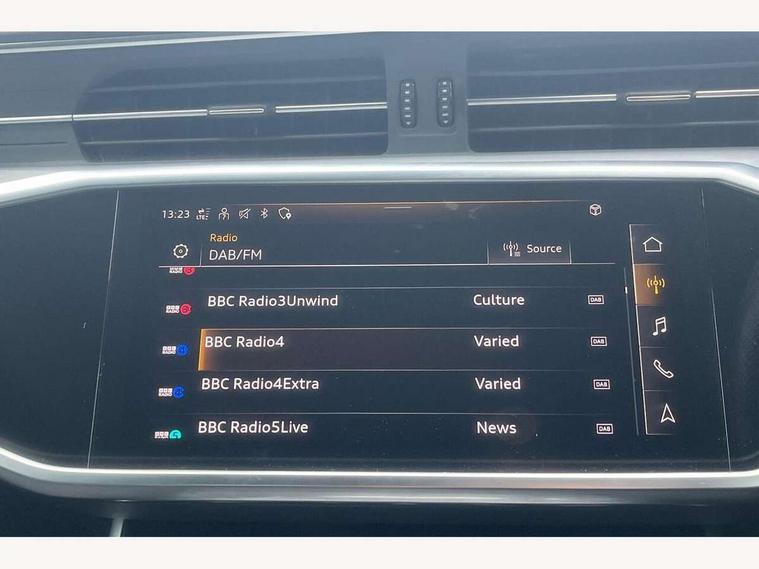 13:23 LTE
Radio
DAB/FM
Source
BBC Radio3Unwind Culture DAB
BBC Radio4 Varied DAB
BBC Radio4Extra Varied DAB
BBC Radio5Live News DAB